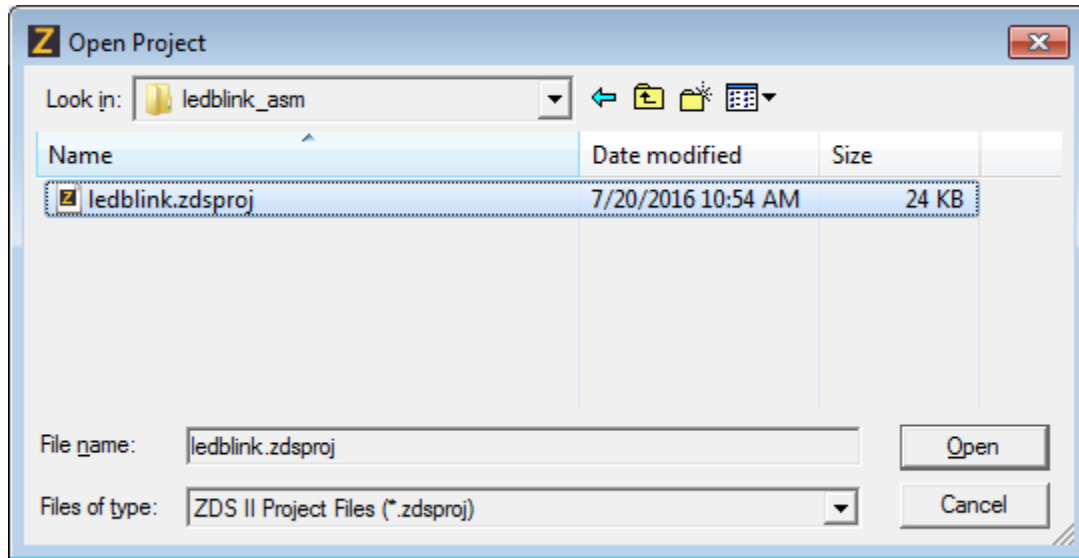 Open Project
Look in: ledblink_asm
Name Date modified Size
ledblink.zdsproj 7/20/2016 10:54 AM 24 KB
File name: ledblink.zdsproj Open
Files of type: ZDS II Project Files (*.zdsproj) Cancel